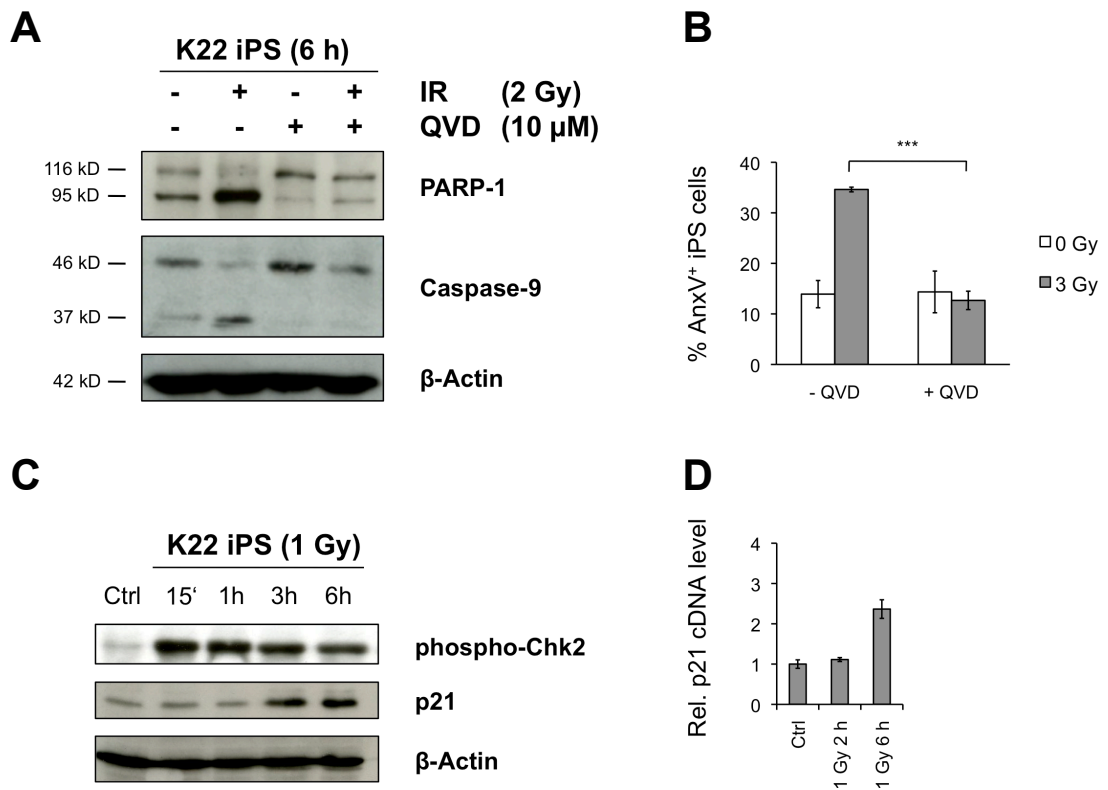 A
K22 iPS (6 h)
- + - + IR (2 Gy)
- - + + QVD (10 µM)
116 kD
95 kD
PARP-1
46 kD
37 kD
Caspase-9
42 kD
β-Actin
B
***
% AnxV+ iPS cells
40
30
20
10
0
- QVD + QVD
0 Gy
3 Gy
C
K22 iPS (1 Gy)
Ctrl 15‘ 1h 3h 6h
phospho-Chk2
p21
β-Actin
D
Rel. p21 cDNA level
4
3
2
1
0
Ctrl
1 Gy 2 h
1 Gy 6 h